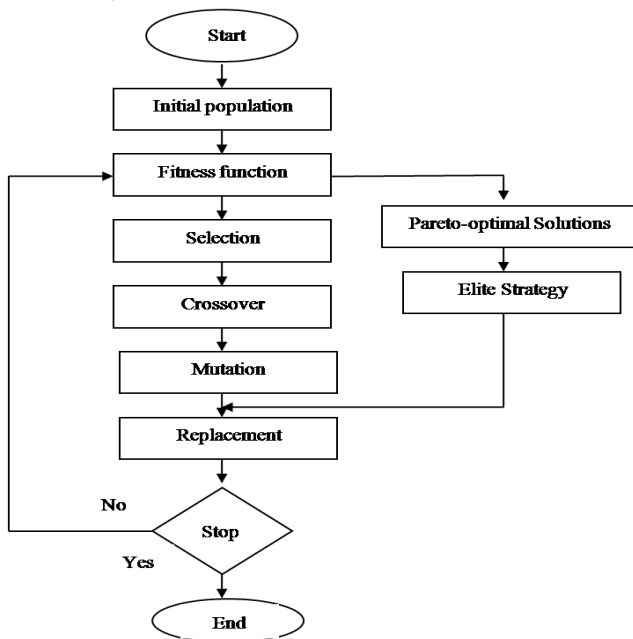 Start
Initial population
Fitness function
Pareto-optimal Solutions
Selection
Elite Strategy
Crossover
Mutation
Replacement
No
Stop
Yes
End